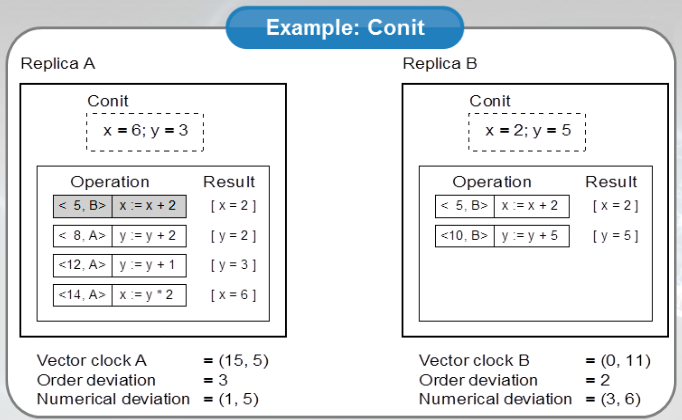 Example: Conit
Replica A
Conit
x = 6; y = 3
Operation Result
< 5, B> x := x + 2 [ x = 2 ]
< 8, A> y := y + 2 [ y = 2 ]
<12, A> y := y + 1 [ y = 3 ]
<14, A> x := y * 2 [ x = 6 ]
Vector clock A = (15, 5)
Order deviation = 3
Numerical deviation = (1, 5)
Replica B
Conit
x = 2; y = 5
Operation Result
< 5, B> x := x + 2 [ x = 2 ]
<10, B> y := y + 5 [ y = 5 ]
Vector clock B = (0, 11)
Order deviation = 2
Numerical deviation = (3, 6)